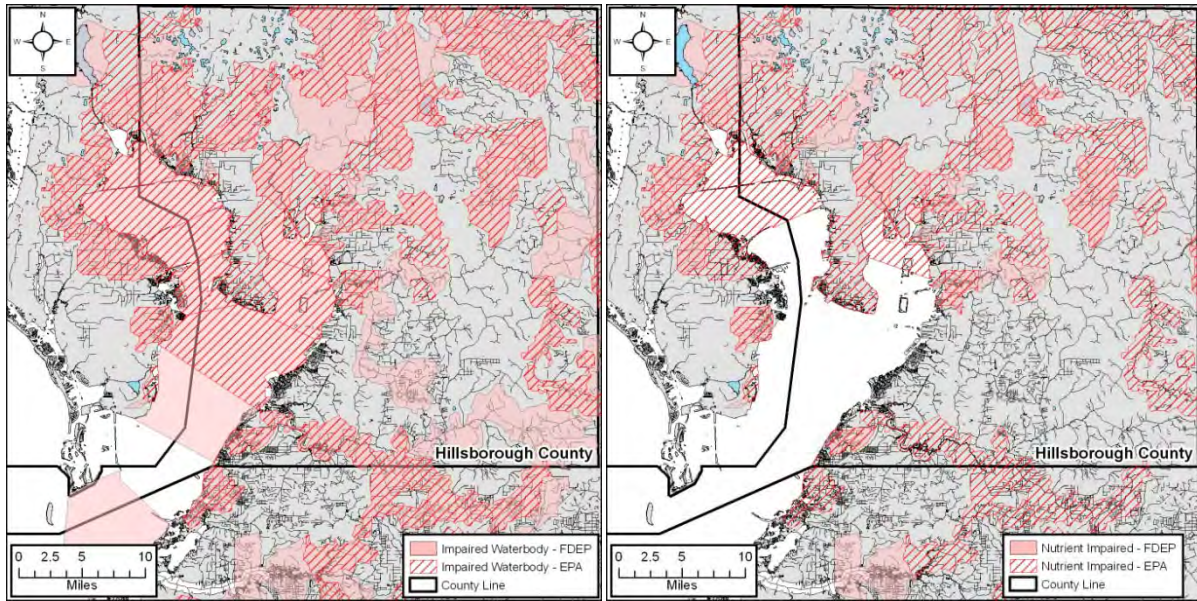 N
W E
S
Hillsborough County
0 2.5 5 10
Miles
Impaired Waterbody - FDEP
Impaired Waterbody - EPA
County Line
N
W E
S
Hillsborough County
0 2.5 5 10
Miles
Nutrient Impaired - FDEP
Nutrient Impaired - EPA
County Line